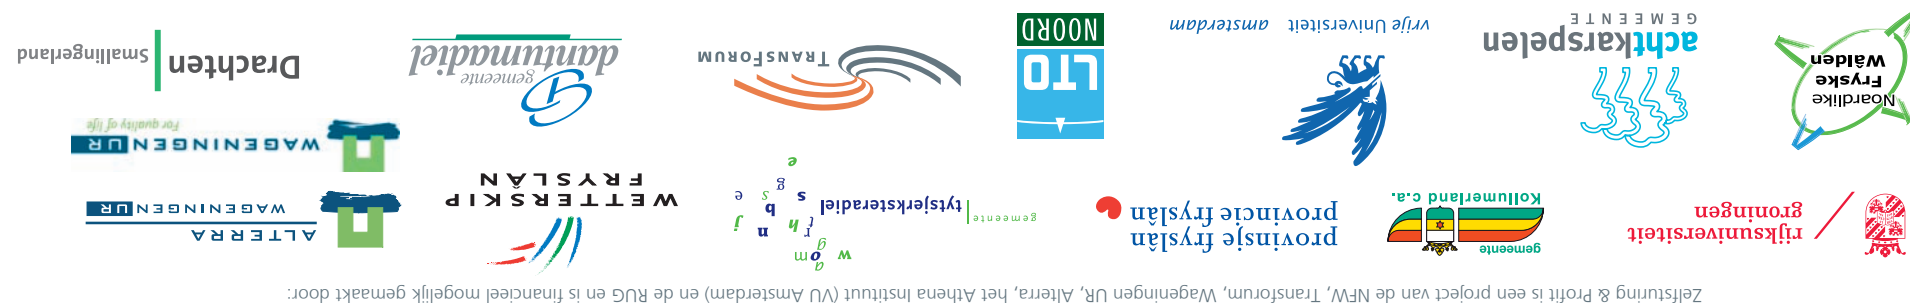 Zelfsturing & Profit is een project van de NFW, Transforum, Wageningen UR, Alterra, het Athena Instituut (VU Amsterdam) en de RUG en is financieel mogelijk gemaakt door:
rijksuniversiteit
groningen
gemeente
Kollumerland c.a.
provinsje fryslân
provincie fryslân
gemeente
tytsjerksteradiel
WETTERSKIP
FRYSLÂN
ALTERRA
WAGENINGEN UR
Noardlike
Fryske
Wâlden
achtkarspelen
GEMEENTE
vrije Universiteit amsterdam
LTO
NOORD
TRANSFORUM
gemeente
dantumadiel
WAGENINGEN UR
For quality of life
Drachten
Smallingerland